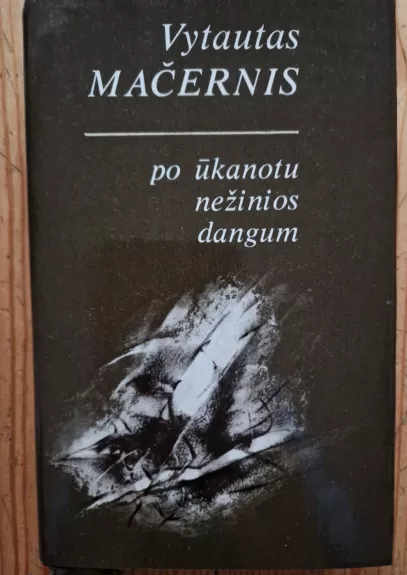 Vytautas
MAČERNIS
po ūkanotu
nežinios
dangum